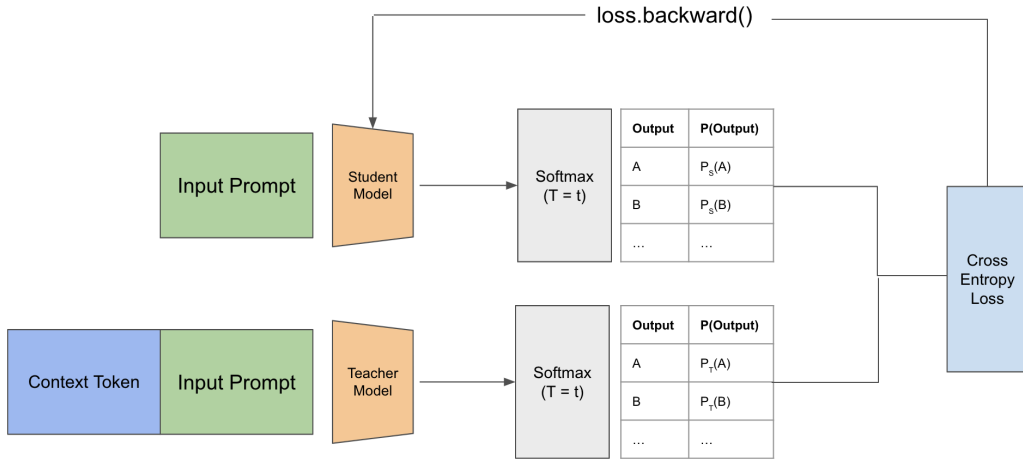 loss.backward()
Input Prompt
Student
Model
Softmax
(T = t)
Output P(Output)
A Pₛ(A)
B Pₛ(B)
... ...
Cross
Entropy
Loss
Context Token
Input Prompt
Teacher
Model
Softmax
(T = t)
Output P(Output)
A Pₜ(A)
B Pₜ(B)
... ...